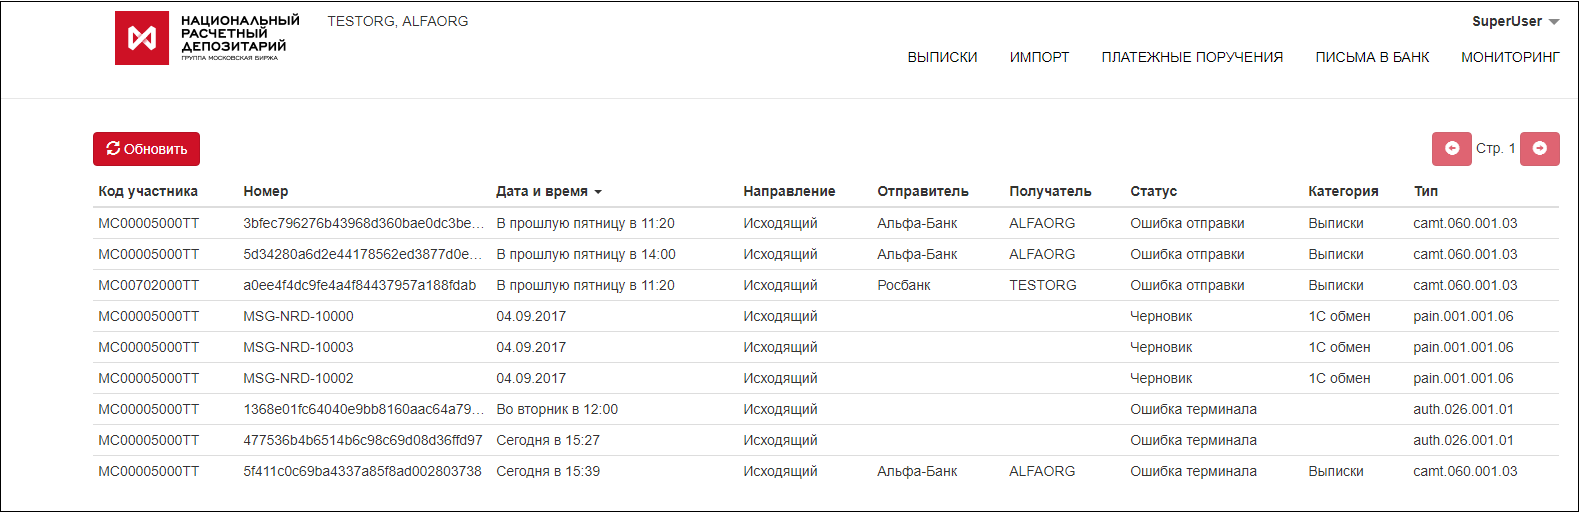 НАЦИОНАЛЬНЫЙ
РАСЧЕТНЫЙ
ДЕПОЗИТАРИЙ
ГРУППА МОСКОВСКАЯ БИРЖА
TESTORG, ALFAORG
SuperUser
ВЫПИСКИ ИМПОРТ ПЛАТЕЖНЫЕ ПОРУЧЕНИЯ ПИСЬМА В БАНК МОНИТОРИНГ
Обновить Стр. 1
Код участника Номер Дата и время Направление Отправитель Получатель Статус Категория Тип
MC00005000TT 3bfec796276b43968d360bae0dc3be... В прошлую пятницу в 11:20 Исходящий Альфа-Банк ALFAORG Ошибка отправки Выписки camt.060.001.03
MC00005000TT 5d34280a6d2e44178562ed3877d0e... В прошлую пятницу в 14:00 Исходящий Альфа-Банк ALFAORG Ошибка отправки Выписки camt.060.001.03
MC00702000TT a0ee4f4dc9fe4a4f84437957a188fdab В прошлую пятницу в 11:20 Исходящий Росбанк TESTORG Ошибка отправки Выписки camt.060.001.03
MC00005000TT MSG-NRD-10000 04.09.2017 Исходящий Черновик 1С обмен pain.001.001.06
MC00005000TT MSG-NRD-10003 04.09.2017 Исходящий Черновик 1С обмен pain.001.001.06
MC00005000TT MSG-NRD-10002 04.09.2017 Исходящий Черновик 1С обмен pain.001.001.06
MC00005000TT 1368e01fc64040e9bb8160aac64a79... Во вторник в 12:00 Исходящий Ошибка терминала auth.026.001.01
MC00005000TT 477536b4b6514b6c98c69d08d36ffd97 Сегодня в 15:27 Исходящий Ошибка терминала auth.026.001.01
MC00005000TT 5f411c0c69ba4337a85f8ad002803738 Сегодня в 15:39 Исходящий Альфа-Банк ALFAORG Ошибка терминала Выписки camt.060.001.03